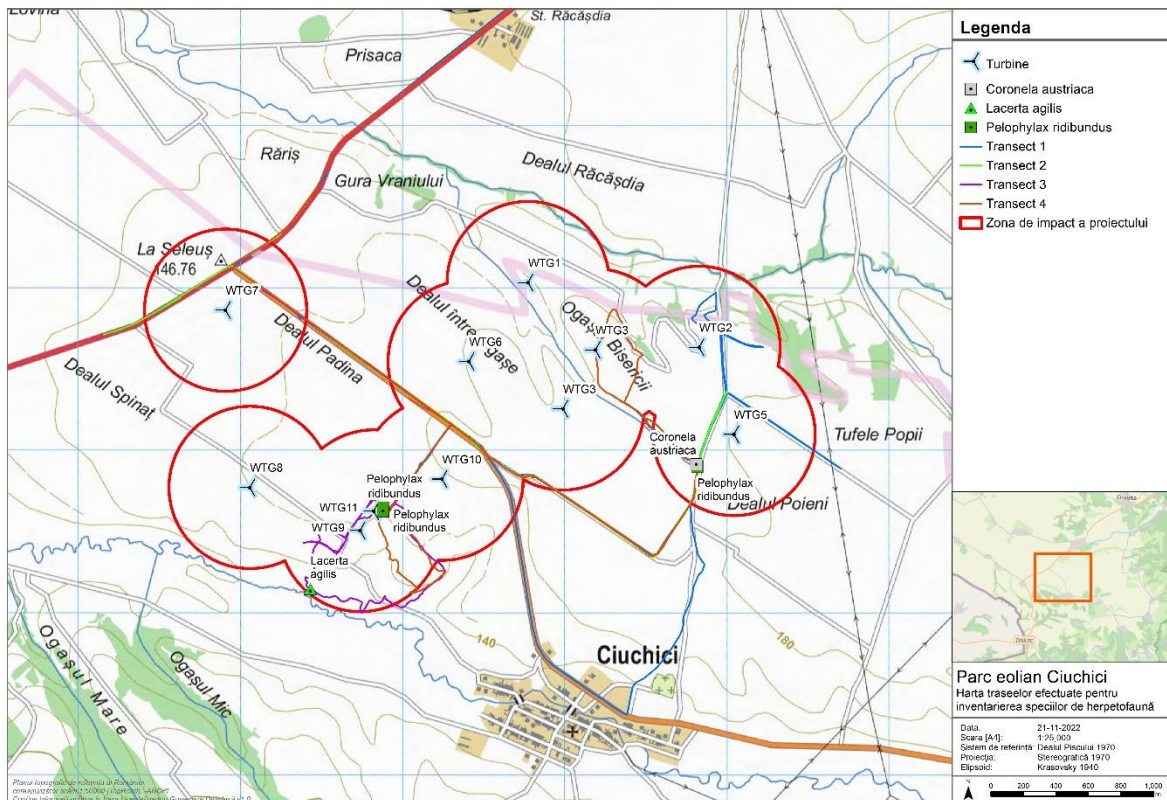 Lovina
St. Răcășdia
Prisaca
Răriș
Dealul Răcășdia
Gura Vraniului
La Seleuș
146.76
WTG7
WTG1
Dealul între
gașe
WTG6
Ogaș
Bisericii
WTG3
WTG2
Dealul Padina
Dealul Spinaț
WTG3
WTG5
Tufele Popii
Coronela
austriaca
Pelophylax
ridibundus
Dealul Poieni
WTG8
WTG10
Pelophylax
ridibundus
WTG11
Pelophylax
ridibundus
WTG9
Lacerta
agilis
140
180
Ciuchici
Ogașul Mare
Ogașul Mic
Legenda
Turbine
Coronela austriaca
Lacerta agilis
Pelophylax ridibundus
Transect 1
Transect 2
Transect 3
Transect 4
Zona de impact a proiectului
Parc eolian Ciuchici
Harta traseelor efectuate pentru
inventarierea speciilor de herpetofaună
Data: 21-11-2022
Scara [A4]: 1:25,000
Sistem de referință: Dealul Piscului 1970
Proiecția: Stereografică 1970
Elipsoid: Krasovsky 1940
N
0 200 400 600 800 1,000
m